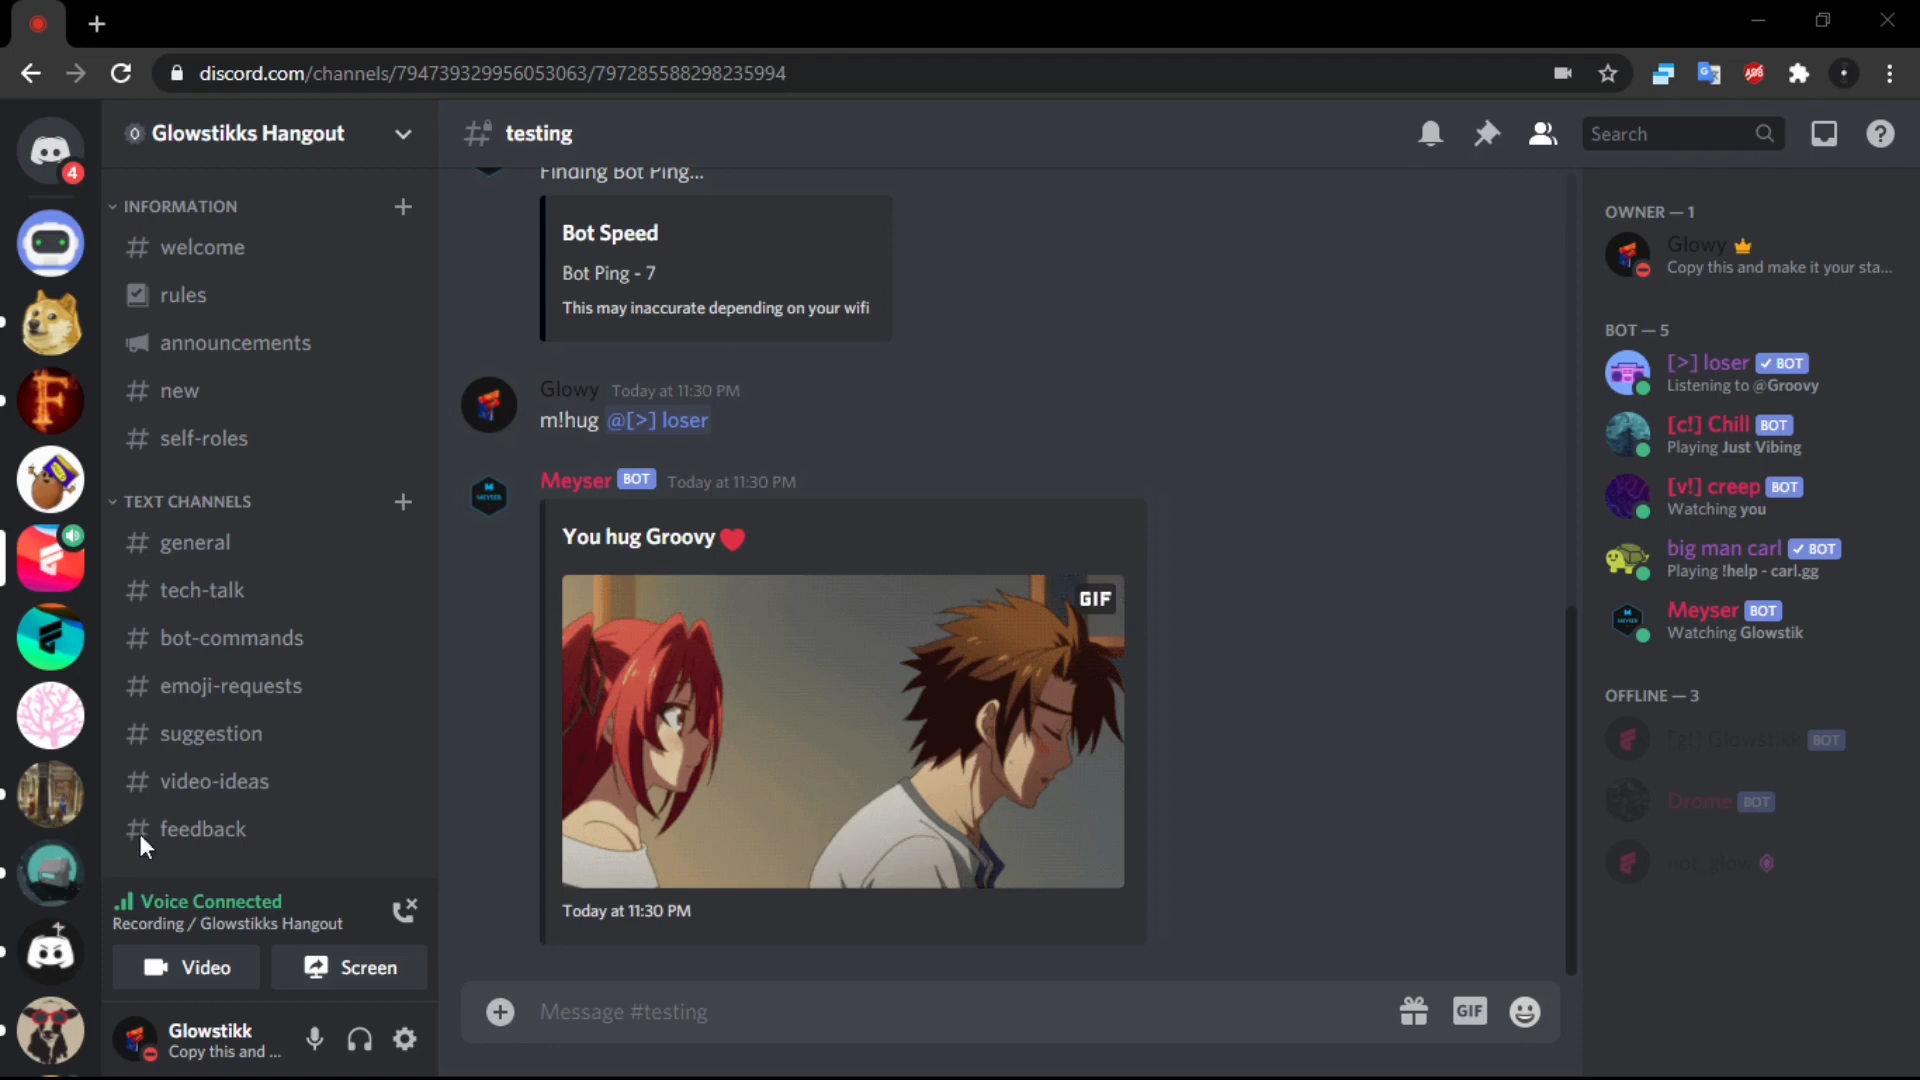 discord.com/channels/794739329956053063/797285588298235994
ABP
4
Glowstikks Hangout
INFORMATION
welcome
rules
announcements
new
self-roles
TEXT CHANNELS
general
tech-talk
bot-commands
emoji-requests
suggestion
video-ideas
feedback
Voice Connected
Recording / Glowstikks Hangout
Video
Screen
Glowstikk
Copy this and ...
testing
Search
Finding Bot Ping...
Bot Speed
Bot Ping - 7
This may inaccurate depending on your wifi
Glowy Today at 11:30 PM
m!hug @[>] loser
MEYSER
Meyser BOT Today at 11:30 PM
You hug Groovy
GIF
Today at 11:30 PM
Message #testing
GIF
OWNER — 1
Glowy
Copy this and make it your sta...
BOT — 5
[>] loser ✓ BOT
Listening to @Groovy
[c!] Chill BOT
Playing Just Vibing
[v!] creep BOT
Watching you
big man carl ✓ BOT
Playing !help - carl.gg
Meyser BOT
Watching Glowstik
OFFLINE — 3
[g!] Glowstikk BOT
Drome BOT
not_glow